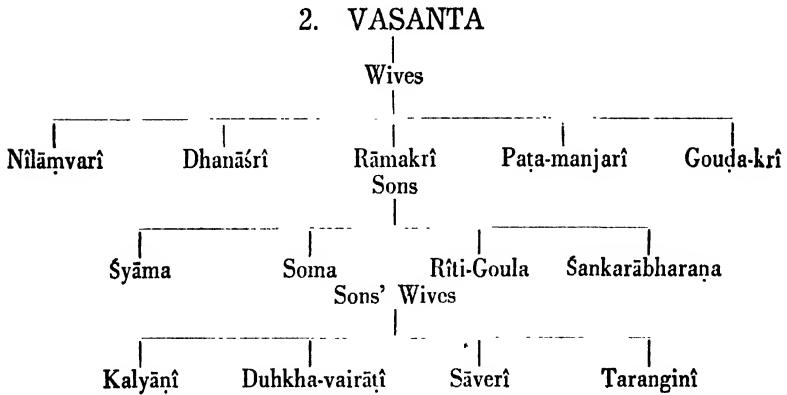 2. VASANTA
Wives
Nîlāṃvarî Dhanāśrî Rāmakrî Paṭa-manjarî Gouḍa-krî
Sons
Śyāma Soma Rîti-Goula Śankarābharaṇa
Sons' Wives
Kalyāṇî Duhkha-vairāṭî Sāverî Taranginî